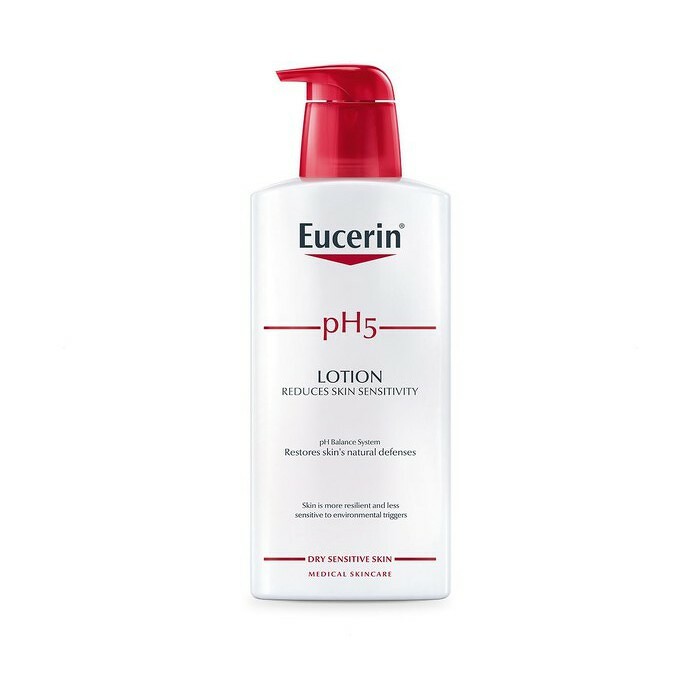 Eucerin®
pH5
LOTION
REDUCES SKIN SENSITIVITY
pH Balance System
Restores skin's natural defenses
Skin is more resilient and less
sensitive to environmental triggers
DRY SENSITIVE SKIN
MEDICAL SKINCARE